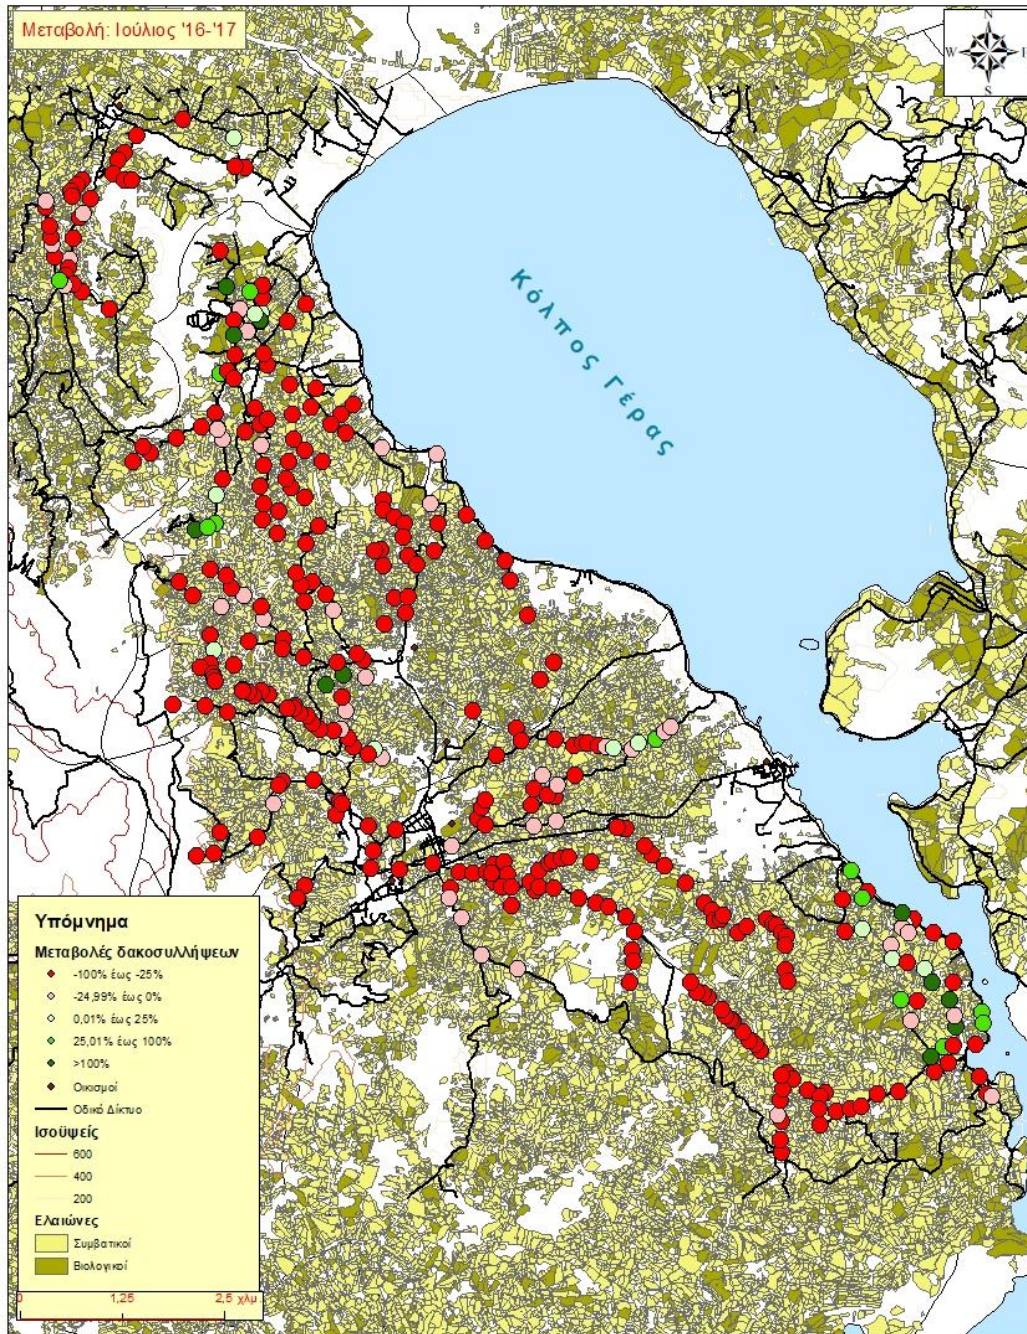 Μεταβολή: Ιούλιος '16-'17
N
W E
S
Κόλπος Γέρας
Υπόμνημα
Μεταβολές δακοσυλλήψεων
-100% έως -25%
-24,99% έως 0%
0,01% έως 25%
25,01% έως 100%
>100%
Οικισμοί
Οδικό Δίκτυο
Ισοϋψείς
600
400
200
Ελαιώνες
Συμβατικοί
Βιολογικοί
0 1,25 2,5 χλμ